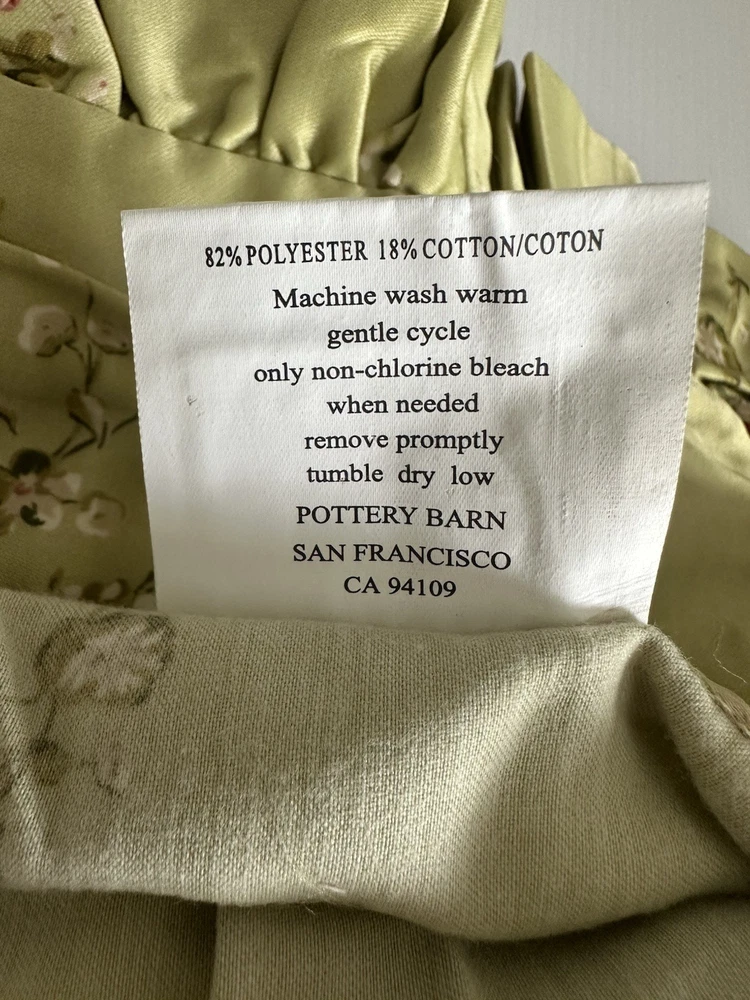 82% POLYESTER 18% COTTON/COTON
Machine wash warm
gentle cycle
only non-chlorine bleach
when needed
remove promptly
tumble dry low
POTTERY BARN
SAN FRANCISCO
CA 94109